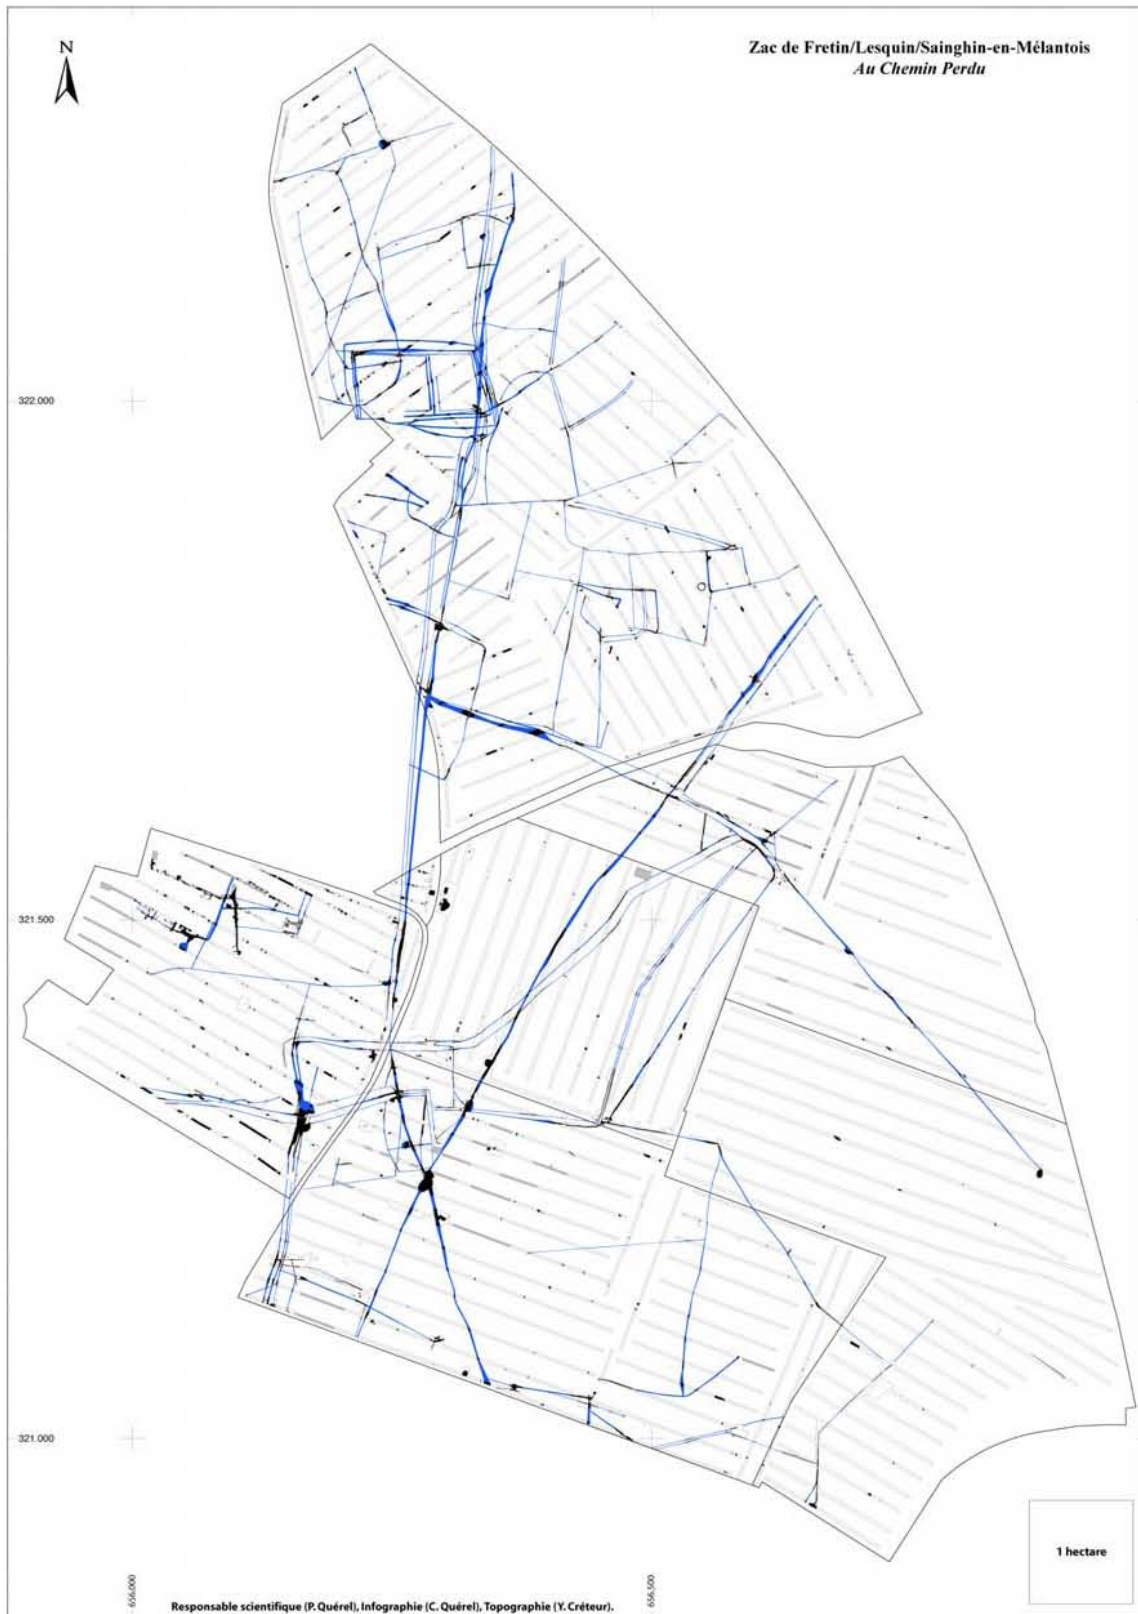 Zac de Fretin/Lesquin/Sainghin-en-Mélantois
Au Chemin Perdu
N
322.000
321.500
321.000
656.000
656.500
1 hectare
Responsable scientifique (P. Quérel), Infographie (C. Quérel), Topographie (Y. Créteur).